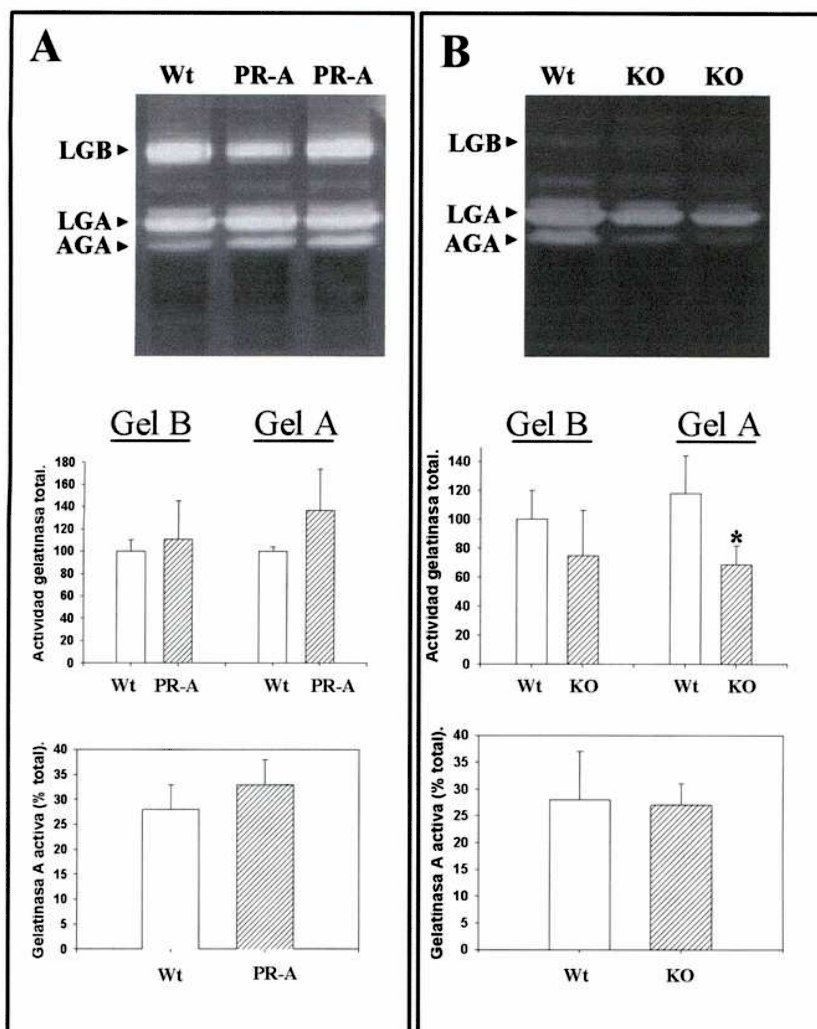 A
Wt PR-A PR-A
LGB
LGA
AGA
Gel B Gel A
Actividad gelatinasa total.
180
160
140
120
100
80
60
40
20
0
Wt PR-A Wt PR-A
Gelatinasa A activa (% total).
40
35
30
25
20
15
10
5
0
Wt PR-A
B
Wt KO KO
LGB
LGA
AGA
Gel B Gel A
Actividad gelatinasa total.
140
120
100
80
60
40
20
0
*
Wt KO Wt KO
Gelatinasa A activa (% total).
40
35
30
25
20
15
10
5
0
Wt KO